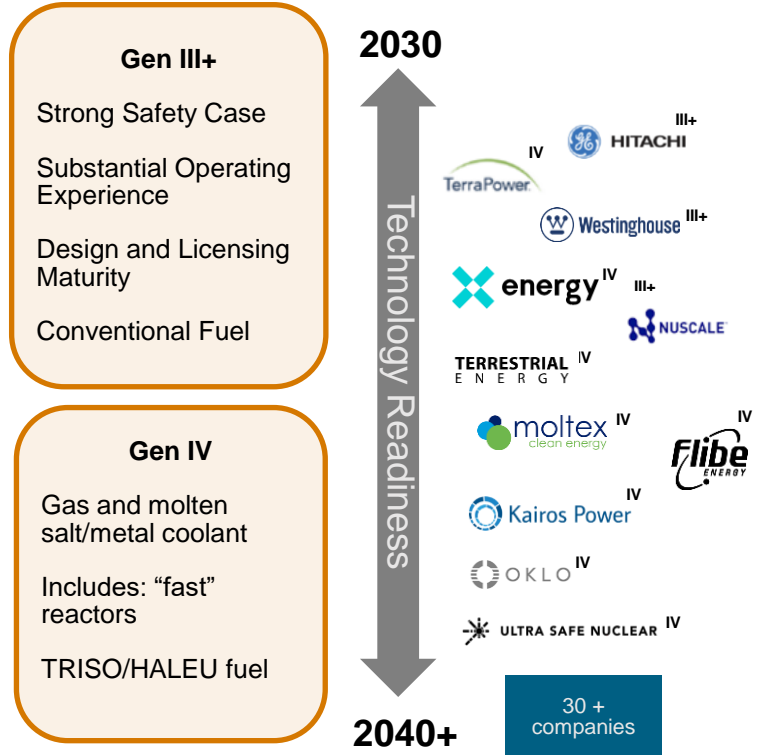 Gen III+
Strong Safety Case
Substantial Operating
Experience
Design and Licensing
Maturity
Conventional Fuel
Gen IV
Gas and molten
salt/metal coolant
Includes: “fast”
reactors
TRISO/HALEU fuel
2030
Technology Readiness
2040+
III+
HITACHI
IV
TerraPower
Westinghouse III+
X energy IV
III+
NUSCALE
TERRESTRIAL IV
ENERGY
moltex IV
clean energy
IV
Flibe
ENERGY
IV
Kairos Power
OKLO IV
ULTRA SAFE NUCLEAR IV
30 +
companies